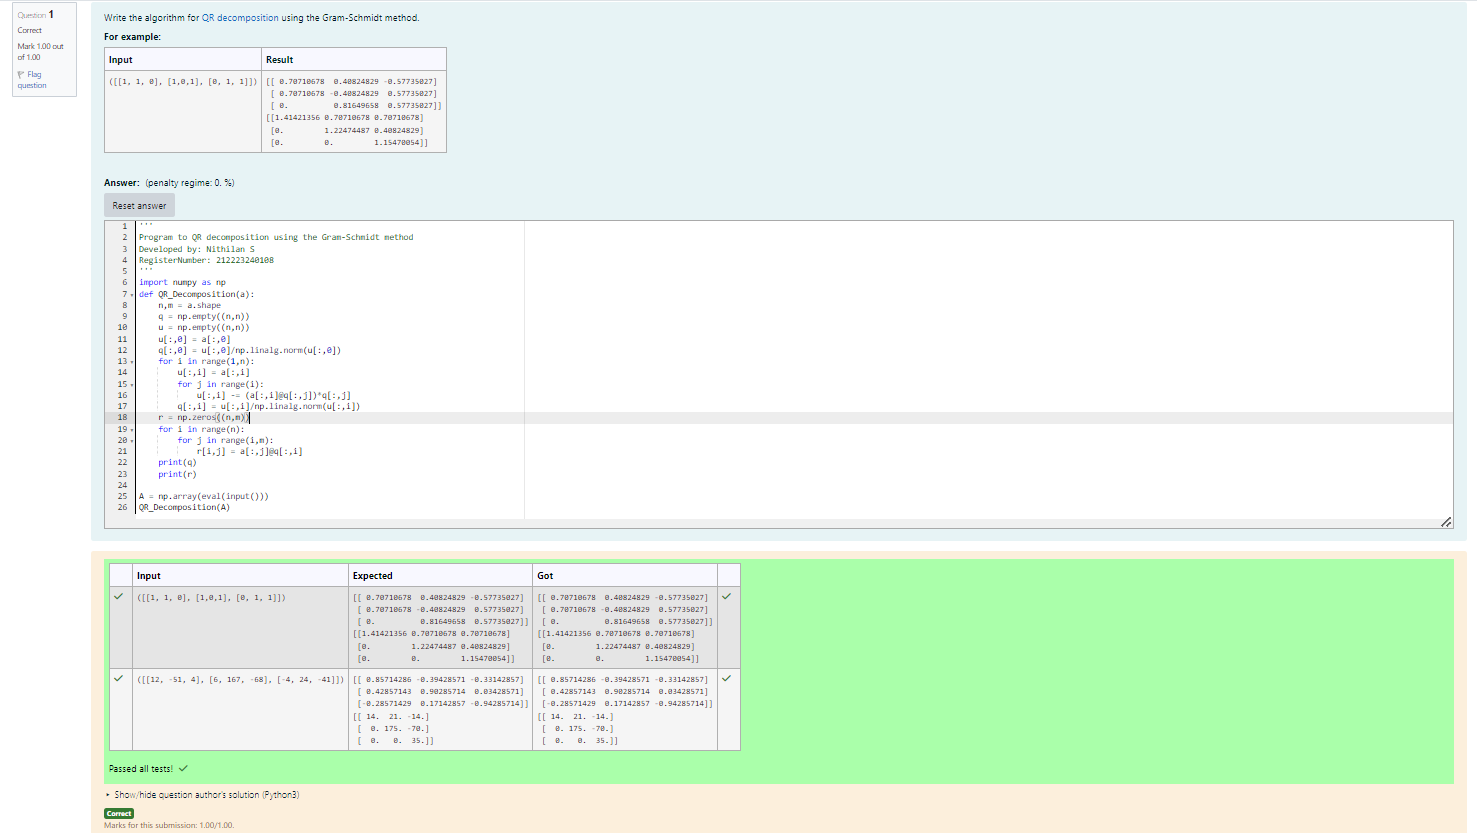 Question 1
Correct
Mark 1.00 out
of 1.00
Flag
question
Write the algorithm for QR decomposition using the Gram-Schmidt method.
For example:
Input Result
([[1, 1, 0], [1,0,1], [0, 1, 1]]) [[ 0.70710678 0.40824829 -0.57735027]
[ 0.70710678 -0.40824829 0.57735027]
[ 0. 0.81649658 0.57735027]]
[[1.41421356 0.70710678 0.70710678]
[0. 1.22474487 0.40824829]
[0. 0. 1.15470054]]
Answer: (penalty regime: 0. %)
Reset answer
1 '''
2 Program to QR decomposition using the Gram-Schmidt method
3 Developed by: Nithilan S
4 RegisterNumber: 212223240108
5 '''
6 import numpy as np
7 def QR_Decomposition(a):
8 n,m = a.shape
9 q = np.empty((n,n))
10 u = np.empty((n,n))
11 u[:,0] = a[:,0]
12 q[:,0] = u[:,0]/np.linalg.norm(u[:,0])
13 for i in range(1,n):
14 u[:,i] = a[:,i]
15 for j in range(i):
16 u[:,i] -= (a[:,i]@q[:,j])*q[:,j]
17 q[:,i] = u[:,i]/np.linalg.norm(u[:,i])
18 r = np.zeros((n,m))
19 for i in range(n):
20 for j in range(i,m):
21 r[i,j] = a[:,j]@q[:,i]
22 print(q)
23 print(r)
24
25 A = np.array(eval(input()))
26 QR_Decomposition(A)
Input Expected Got
([[1, 1, 0], [1,0,1], [0, 1, 1]]) [[ 0.70710678 0.40824829 -0.57735027] [[ 0.70710678 0.40824829 -0.57735027]
[ 0.70710678 -0.40824829 0.57735027] [ 0.70710678 -0.40824829 0.57735027]
[ 0. 0.81649658 0.57735027]] [ 0. 0.81649658 0.57735027]]
[[1.41421356 0.70710678 0.70710678] [[1.41421356 0.70710678 0.70710678]
[0. 1.22474487 0.40824829] [0. 1.22474487 0.40824829]
[0. 0. 1.15470054]] [0. 0. 1.15470054]]
([[12, -51, 4], [6, 167, -68], [-4, 24, -41]]) [[ 0.85714286 -0.39428571 -0.33142857] [[ 0.85714286 -0.39428571 -0.33142857]
[ 0.42857143 0.90285714 0.03428571] [ 0.42857143 0.90285714 0.03428571]
[-0.28571429 0.17142857 -0.94285714]] [-0.28571429 0.17142857 -0.94285714]]
[[ 14. 21. -14.] [[ 14. 21. -14.]
[ 0. 175. -70.] [ 0. 175. -70.]
[ 0. 0. 35.]] [ 0. 0. 35.]]
Passed all tests!
Show/hide question author's solution (Python3)
Correct
Marks for this submission: 1.00/1.00.